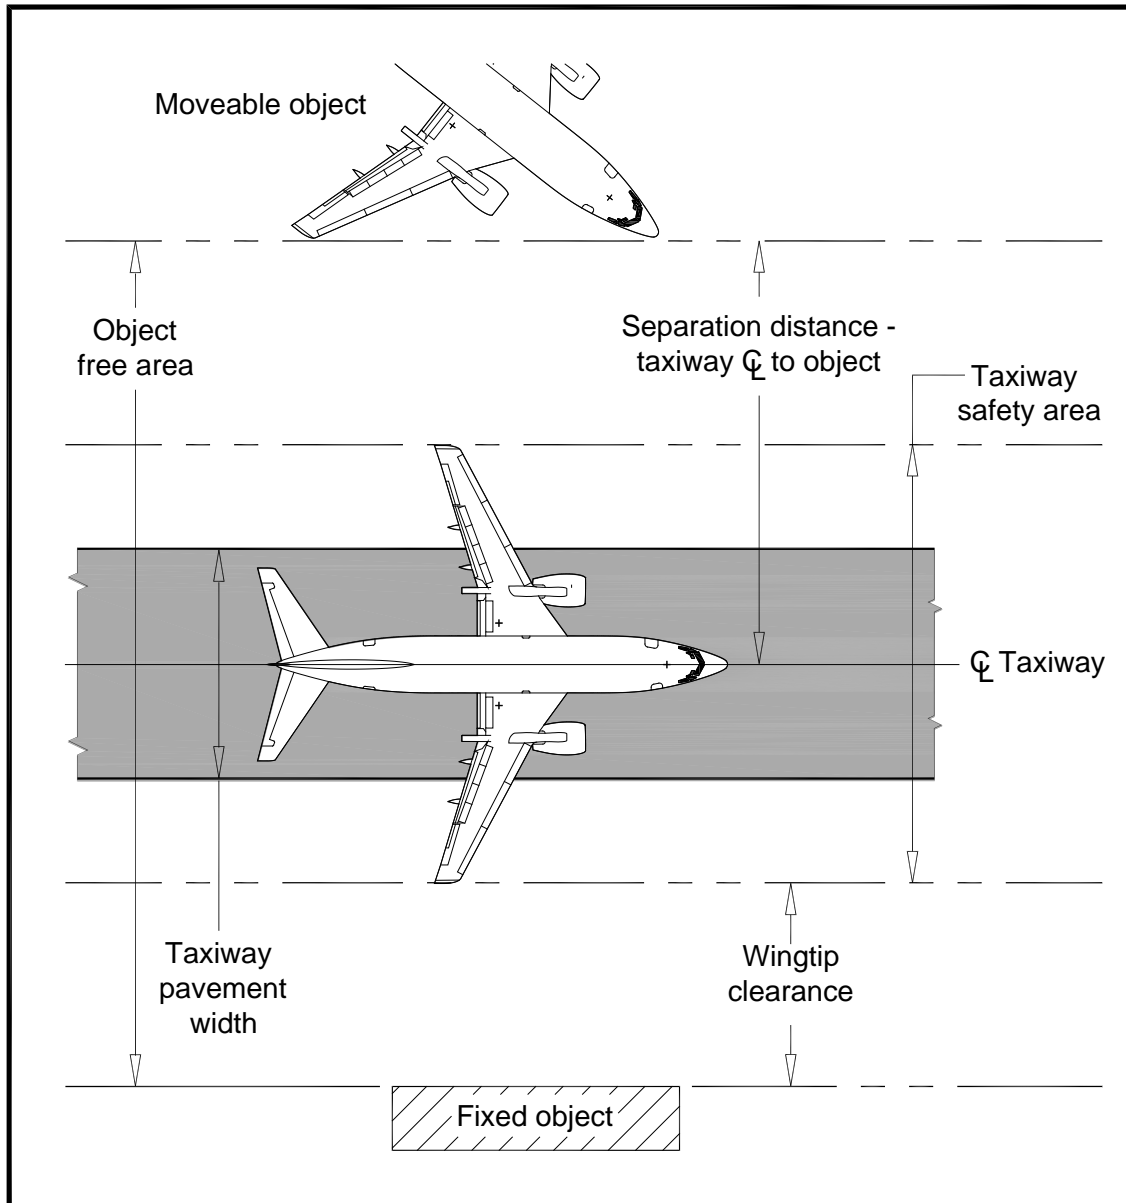 Moveable object
Object
free area
Separation distance -
taxiway ℄ to object
Taxiway
safety area
℄ Taxiway
Taxiway
pavement
width
Wingtip
clearance
Fixed object